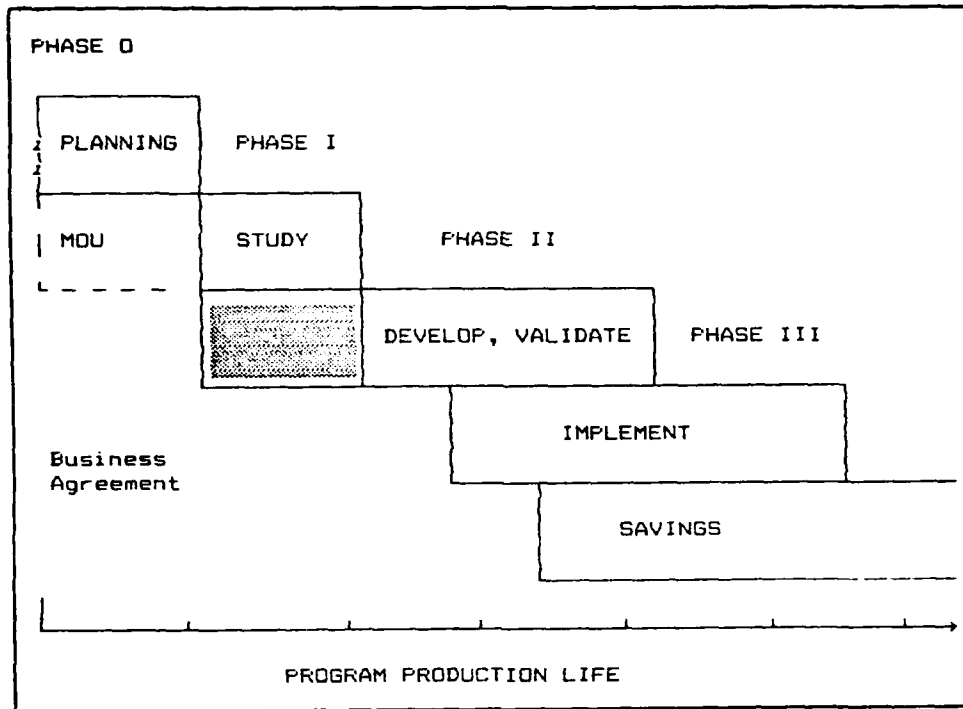 PHASE 0
PLANNING
PHASE I
MOU
STUDY
PHASE II
DEVELOP, VALIDATE
PHASE III
IMPLEMENT
Business
Agreement
SAVINGS
PROGRAM PRODUCTION LIFE